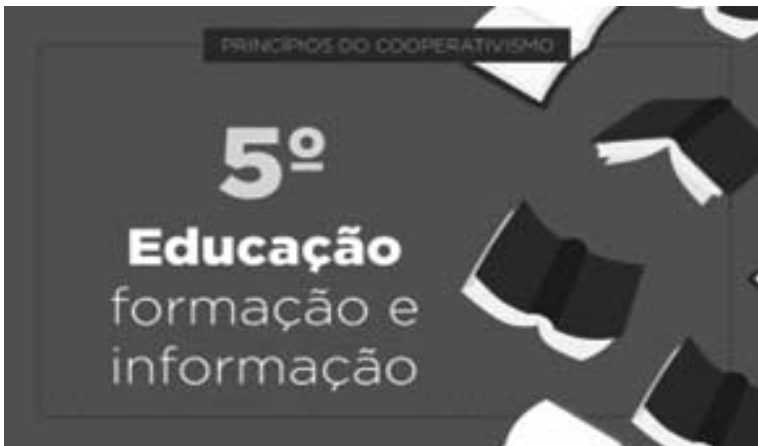 PRINCÍPIOS DO COOPERATIVISMO
5º
Educação
formação e
informação